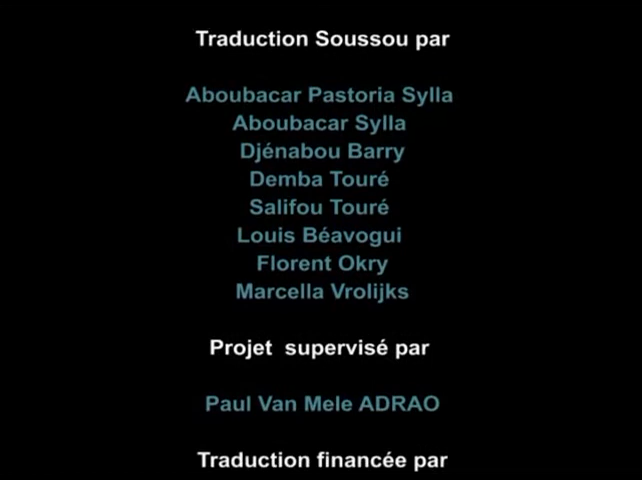 Traduction Soussou par
Aboubacar Pastoria Sylla
Aboubacar Sylla
Djénabou Barry
Demba Touré
Salifou Touré
Louis Béavogui
Florent Okry
Marcella Vrolijks
Projet supervisé par
Paul Van Mele ADRAO
Traduction financée par